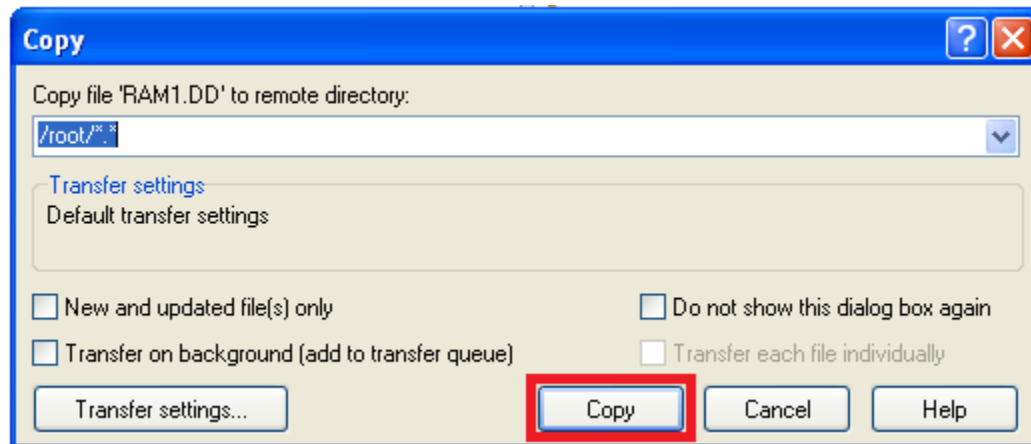 Copy
Copy file 'RAM1.DD' to remote directory:
/root/*.*
Transfer settings
Default transfer settings
New and updated file(s) only
Do not show this dialog box again
Transfer on background (add to transfer queue)
Transfer each file individually
Transfer settings...
Copy
Cancel
Help